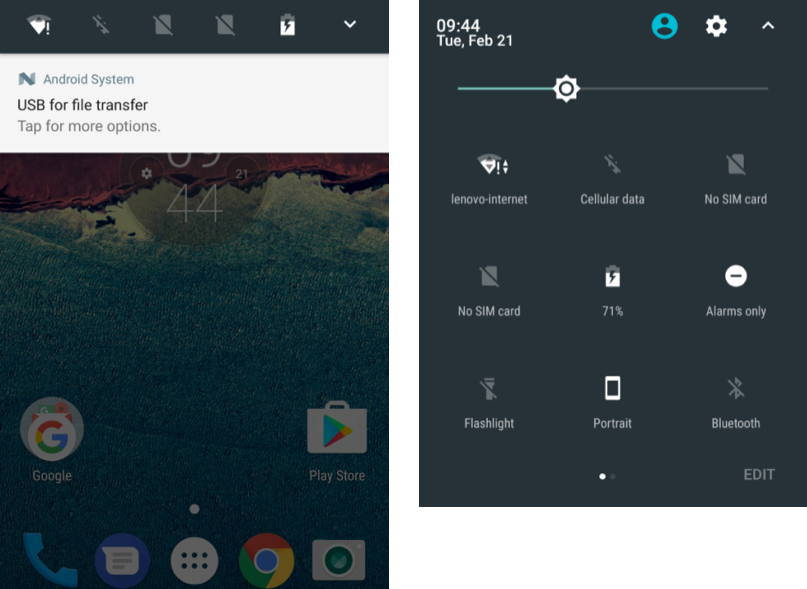 Android System
USB for file transfer
Tap for more options.
09
21
44
Google
Play Store
09:44
Tue, Feb 21
lenovo-internet
Cellular data
No SIM card
No SIM card
71%
Alarms only
Flashlight
Portrait
Bluetooth
EDIT